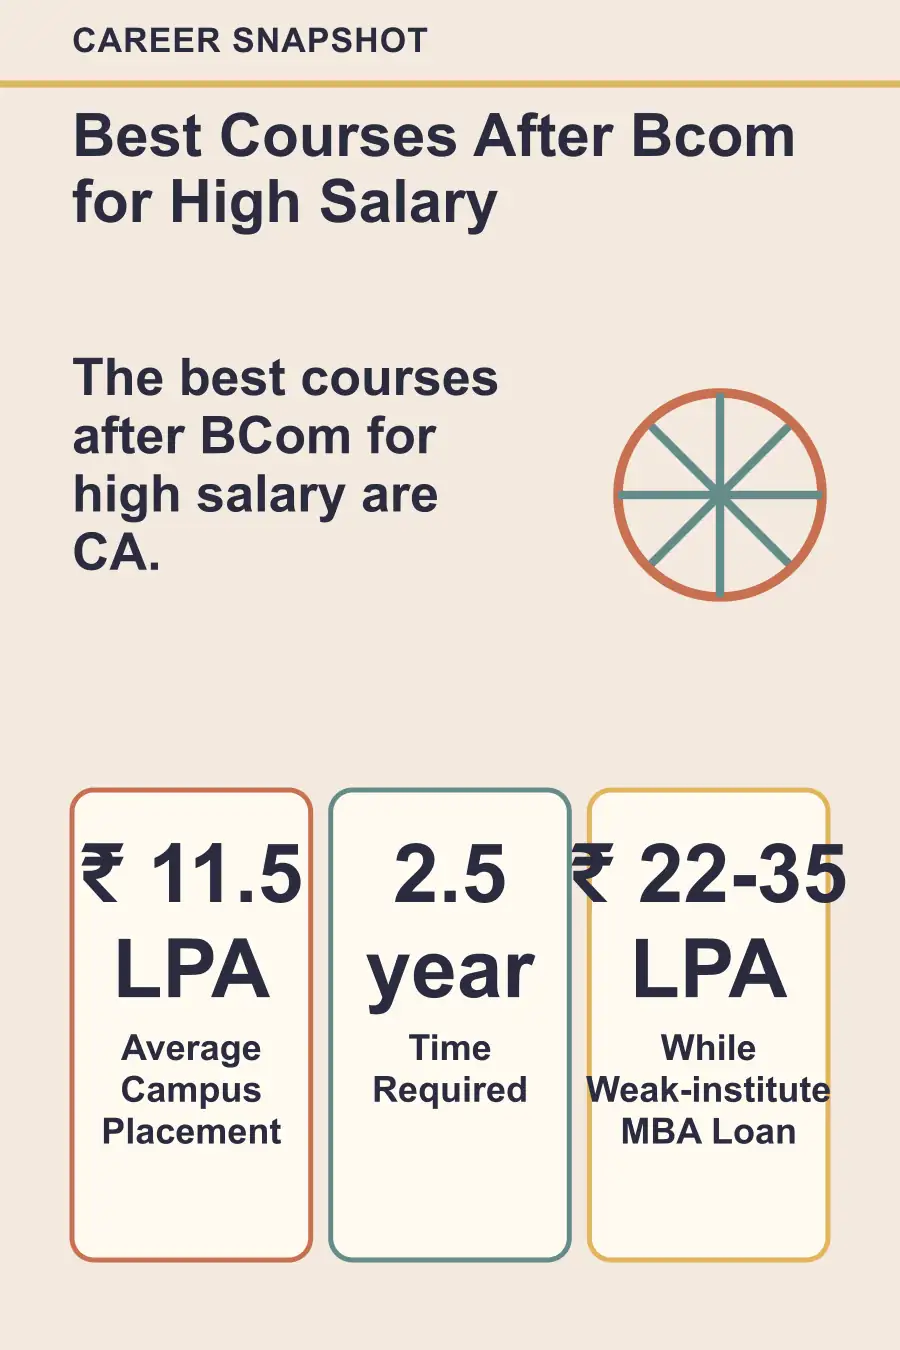 CAREER SNAPSHOT
Best Courses After Bcom
for High Salary
The best courses
after BCom for
high salary are
CA.
₹ 11.5
LPA
Average
Campus
Placement
2.5
year
Time
Required
₹ 22-35
LPA
While
Weak-institute
MBA Loan